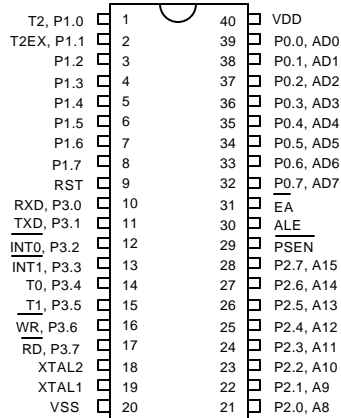 T2, P1.0 1 40 VDD
T2EX, P1.1 2 39 P0.0, AD0
P1.2 3 38 P0.1, AD1
P1.3 4 37 P0.2, AD2
P1.4 5 36 P0.3, AD3
P1.5 6 35 P0.4, AD4
P1.6 7 34 P0.5, AD5
P1.7 8 33 P0.6, AD6
RST 9 32 P0.7, AD7
RXD, P3.0 10 31 EA
TXD, P3.1 11 30 ALE
INT0, P3.2 12 29 PSEN
INT1, P3.3 13 28 P2.7, A15
T0, P3.4 14 27 P2.6, A14
T1, P3.5 15 26 P2.5, A13
WR, P3.6 16 25 P2.4, A12
RD, P3.7 17 24 P2.3, A11
XTAL2 18 23 P2.2, A10
XTAL1 19 22 P2.1, A9
VSS 20 21 P2.0, A8